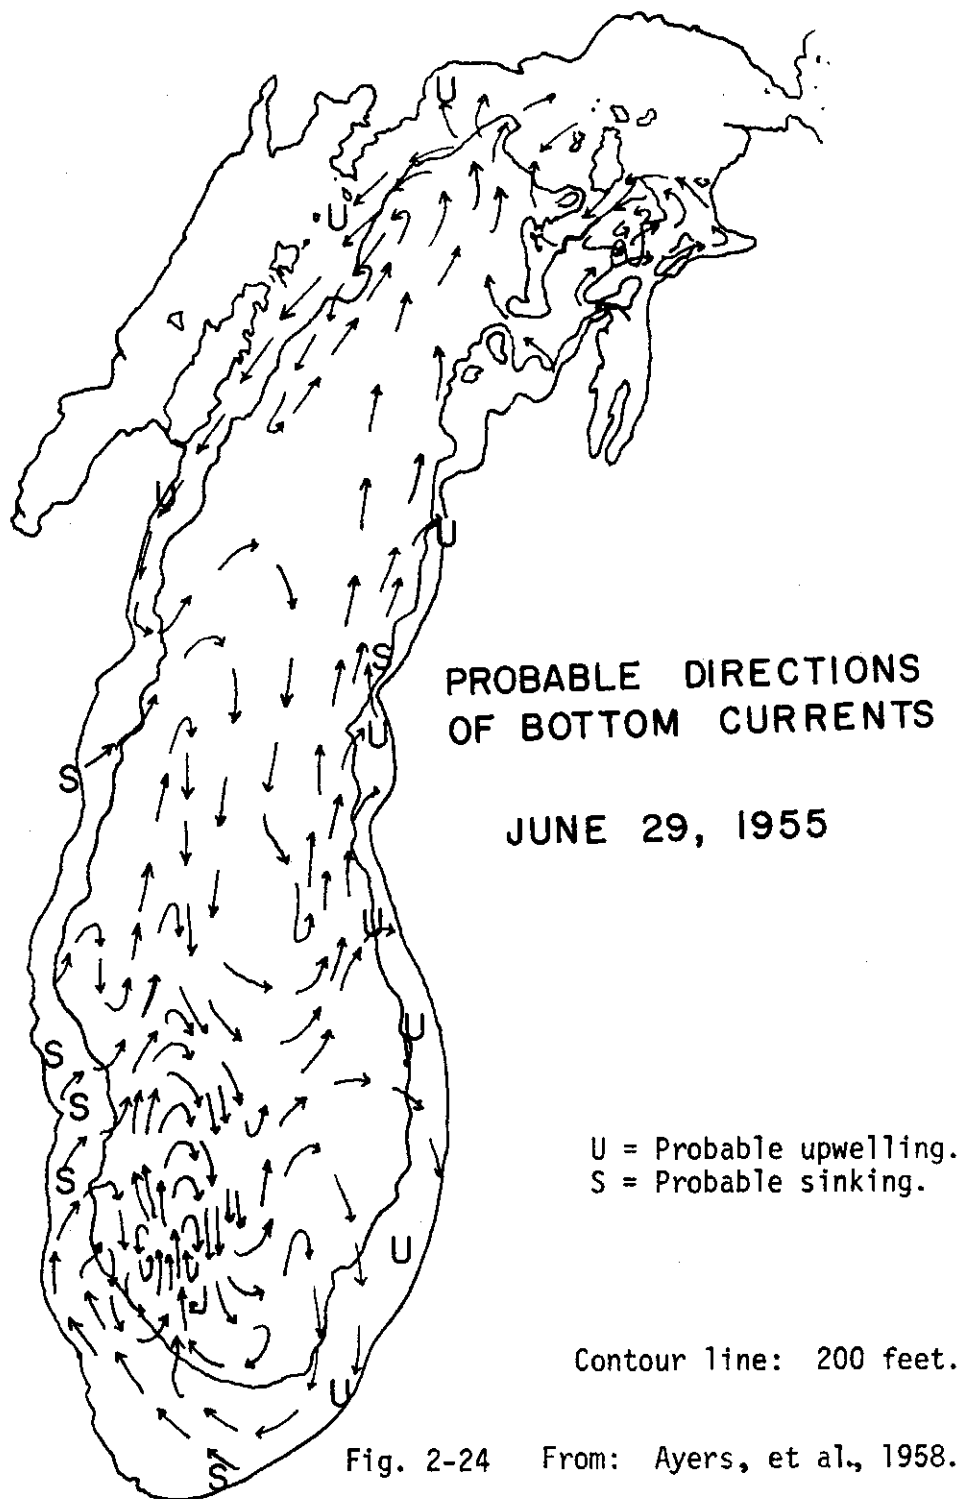 U
U
U
U
S
U
S
U
U
S
S
S
U
U
S
PROBABLE DIRECTIONS
OF BOTTOM CURRENTS
JUNE 29, 1955
U = Probable upwelling.
S = Probable sinking.
Contour line: 200 feet.
Fig. 2-24 From: Ayers, et al., 1958.